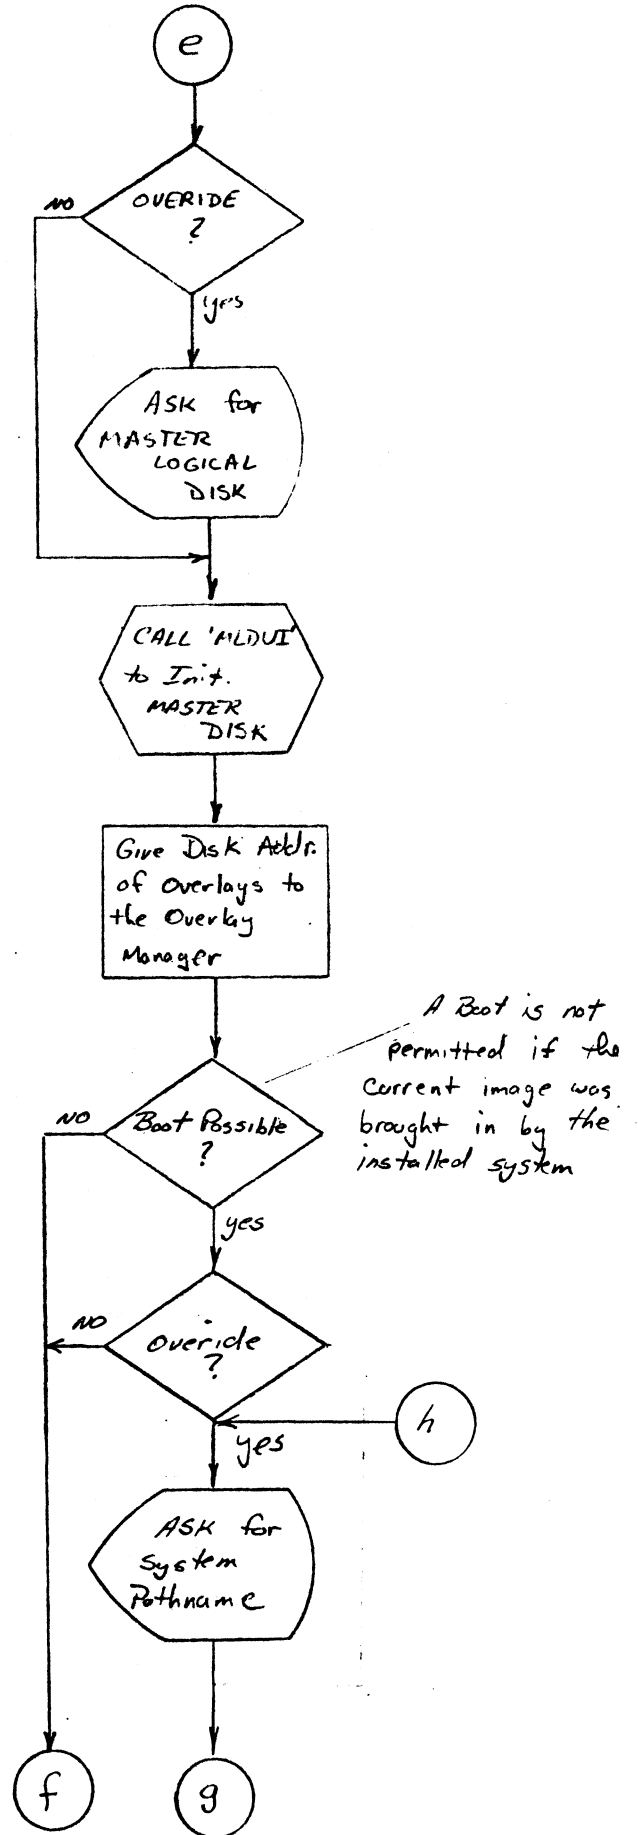 e
OVERIDE
?
NO
yes
ASK for
MASTER
LOGICAL
DISK
CALL 'MLDUI'
to Init.
MASTER
DISK
Give Disk Addr.
of Overlays to
the Overlay
Manager
A Boot is not
permitted if the
current image was
brought in by the
installed system
NO
Boot Possible
?
yes
NO
Overide
?
h
yes
ASK for
System
Pathname
f
g